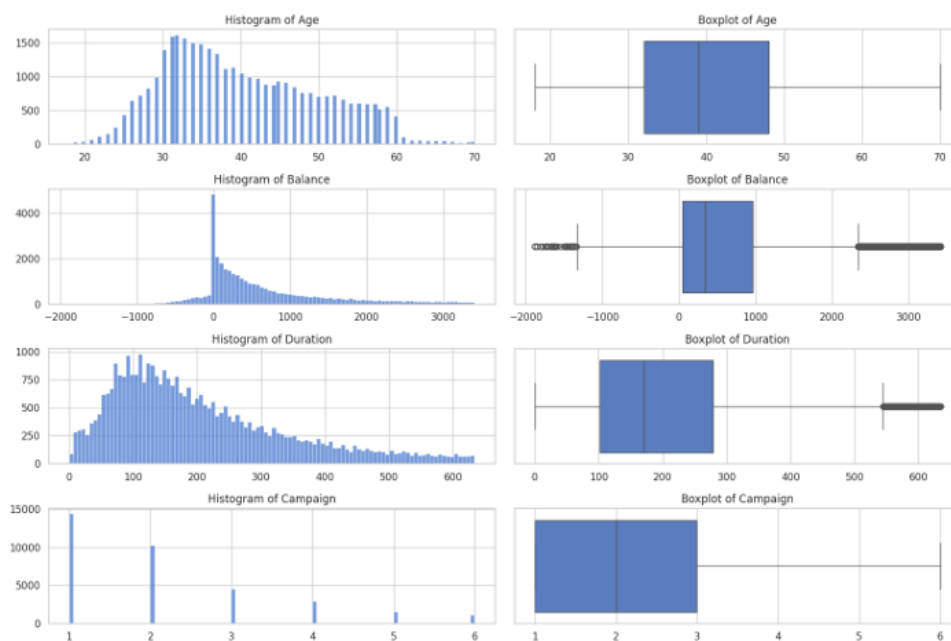 Histogram of Age
1500
1000
500
0
20 30 40 50 60 70
Boxplot of Age
20 30 40 50 60 70
Histogram of Balance
4000
2000
0
−2000 −1000 0 1000 2000 3000
Boxplot of Balance
−2000 −1000 0 1000 2000 3000
Histogram of Duration
1000
750
500
250
0
0 100 200 300 400 500 600
Boxplot of Duration
0 100 200 300 400 500 600
Histogram of Campaign
15000
10000
5000
0
1 2 3 4 5 6
Boxplot of Campaign
1 2 3 4 5 6